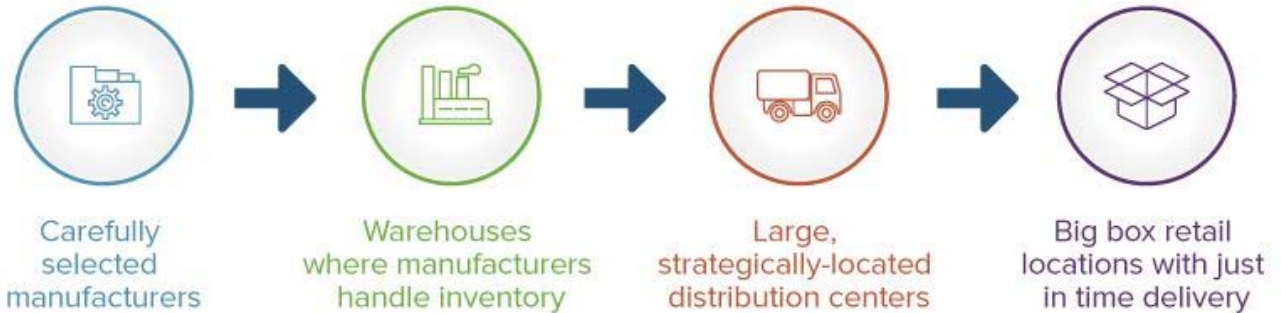 Carefully
selected
manufacturers
Warehouses
where manufacturers
handle inventory
Large,
strategically-located
distribution centers
Big box retail
locations with just
in time delivery